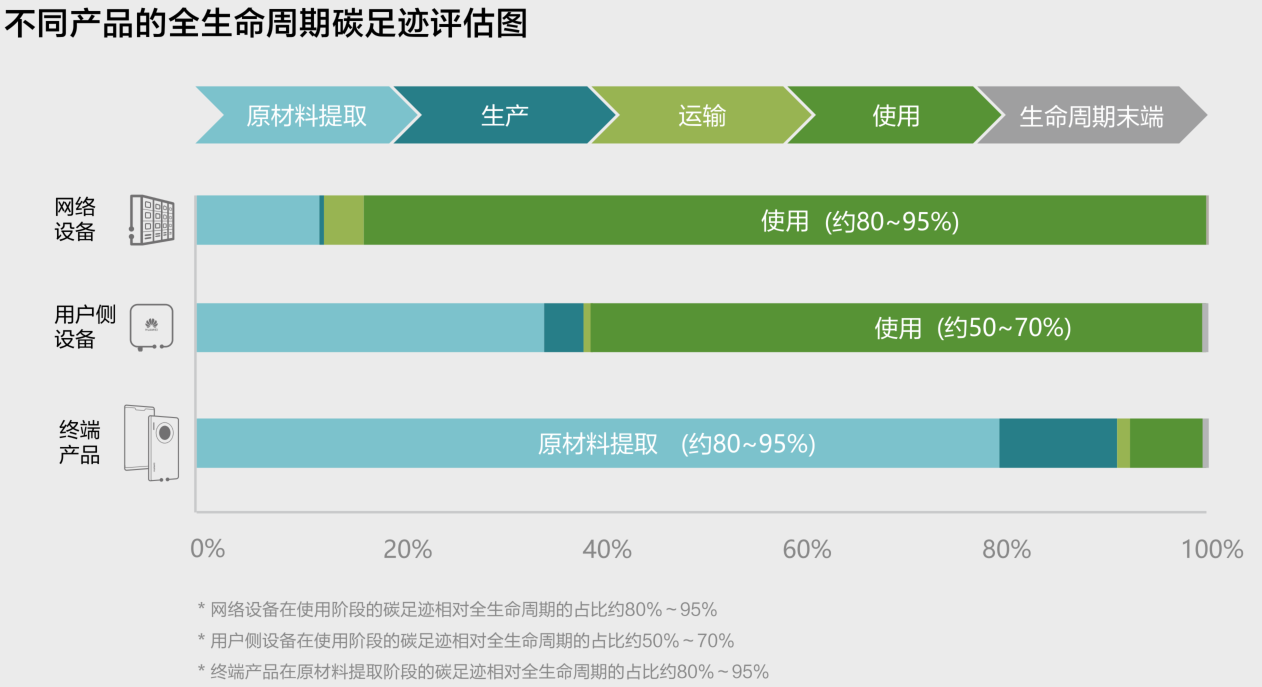 不同产品的全生命周期碳足迹评估图
原材料提取 生产 运输 使用 生命周期末端
网络
设备
使用 (约80~95%)
用户侧
设备
使用 (约50~70%)
终端
产品
原材料提取 (约80~95%)
0% 20% 40% 60% 80% 100%
* 网络设备在使用阶段的碳足迹相对全生命周期的占比约80%~95%
* 用户侧设备在使用阶段的碳足迹相对全生命周期的占比约50%~70%
* 终端产品在原材料提取阶段的碳足迹相对全生命周期的占比约80%~95%